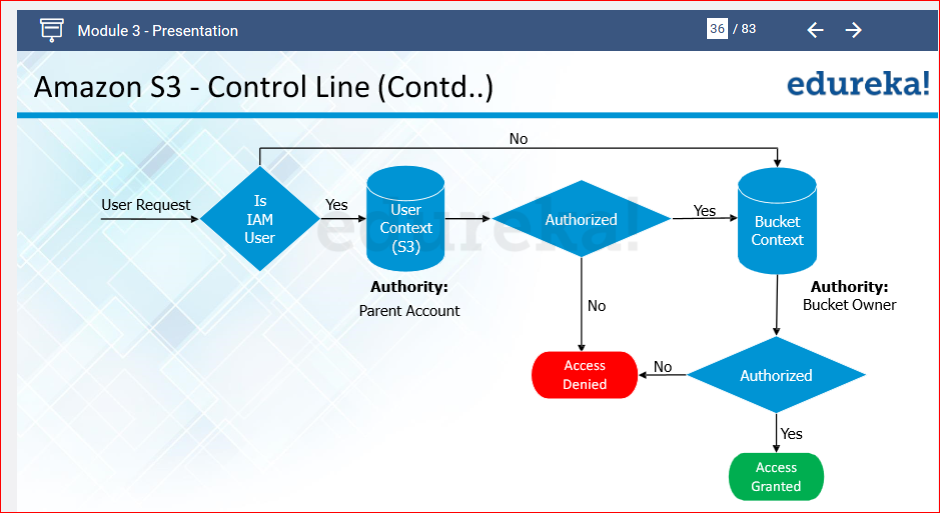 Module 3 - Presentation
36 / 83
Amazon S3 - Control Line (Contd..)
edureka!
No
User Request
Is
IAM
User
Yes
User
Context
(S3)
Authority:
Parent Account
Authorized
Yes
Bucket
Context
Authority:
Bucket Owner
No
Access
Denied
No
Authorized
Yes
Access
Granted
edureka!